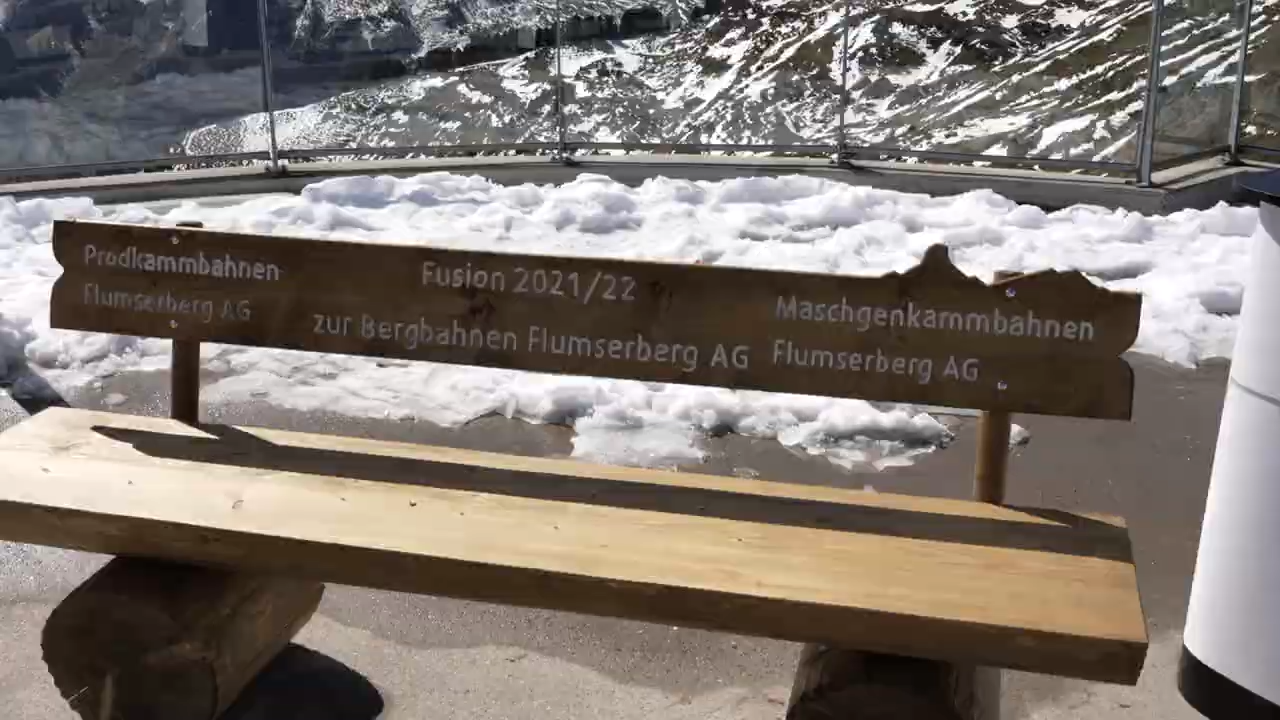 Prodkammbahnen
Flumserberg AG
Fusion 2021/22
zur Bergbahnen Flumserberg AG
Maschgenkammbahnen
Flumserberg AG